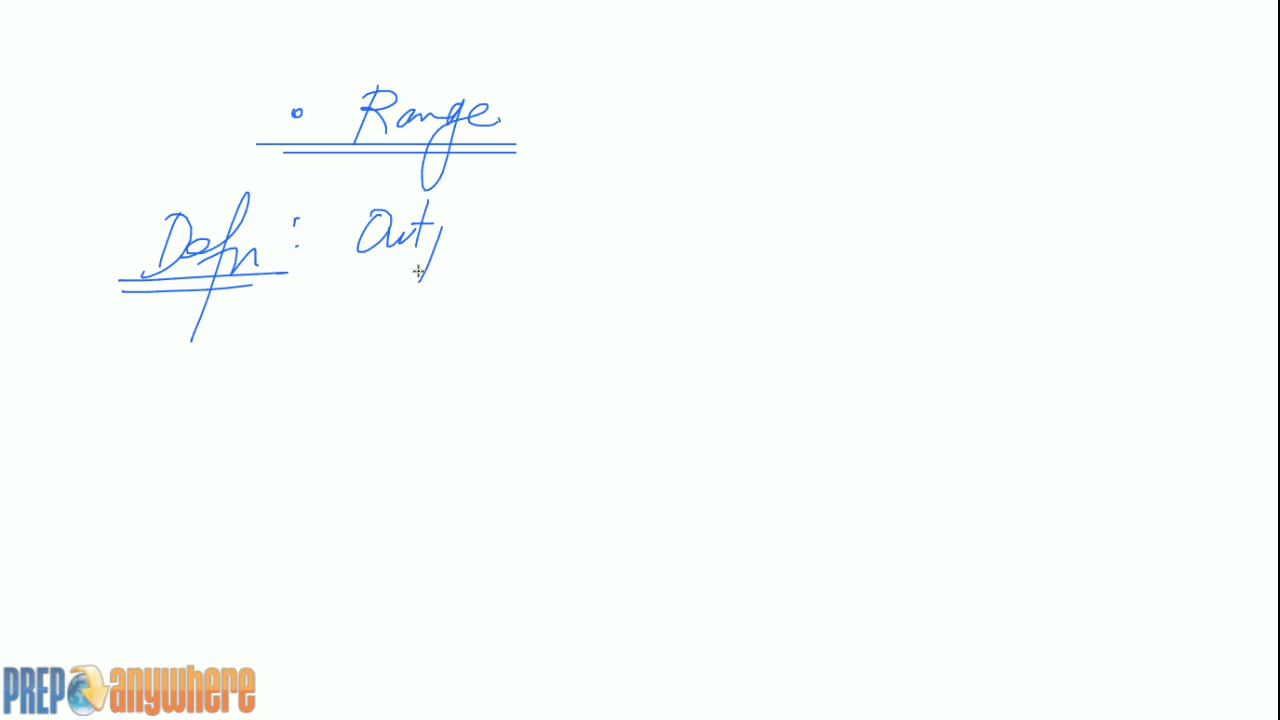 • Range
Defn : Out
PREP anywhere